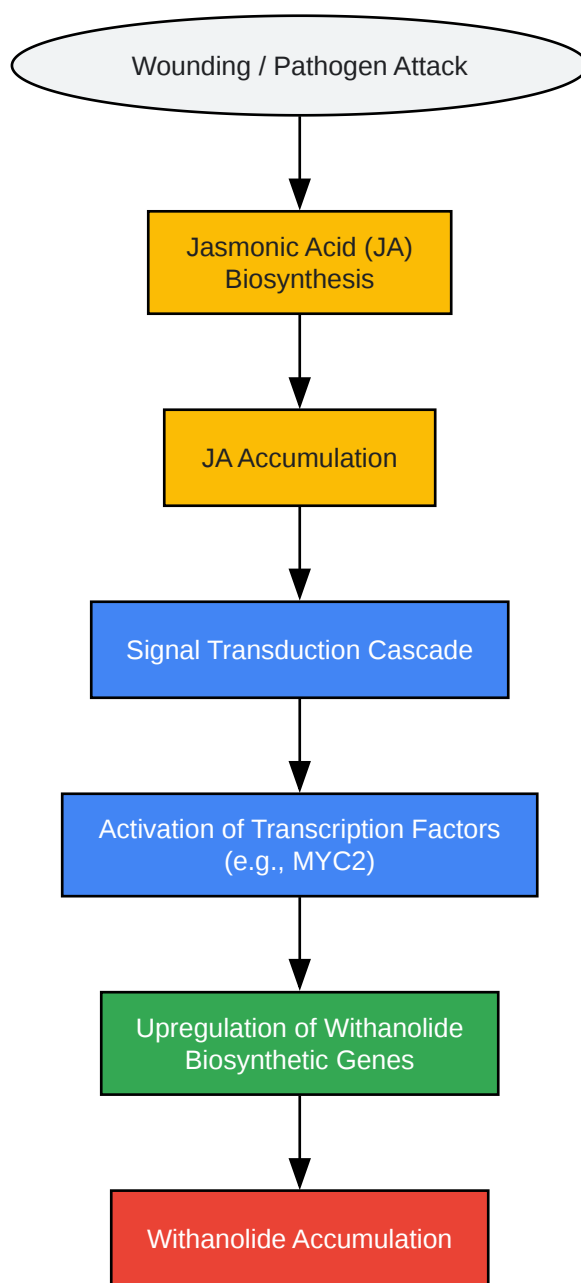 Wounding / Pathogen Attack
Jasmonic Acid (JA)
Biosynthesis
JA Accumulation
Signal Transduction Cascade
Activation of Transcription Factors
(e.g., MYC2)
Upregulation of Withanolide
Biosynthetic Genes
Withanolide Accumulation